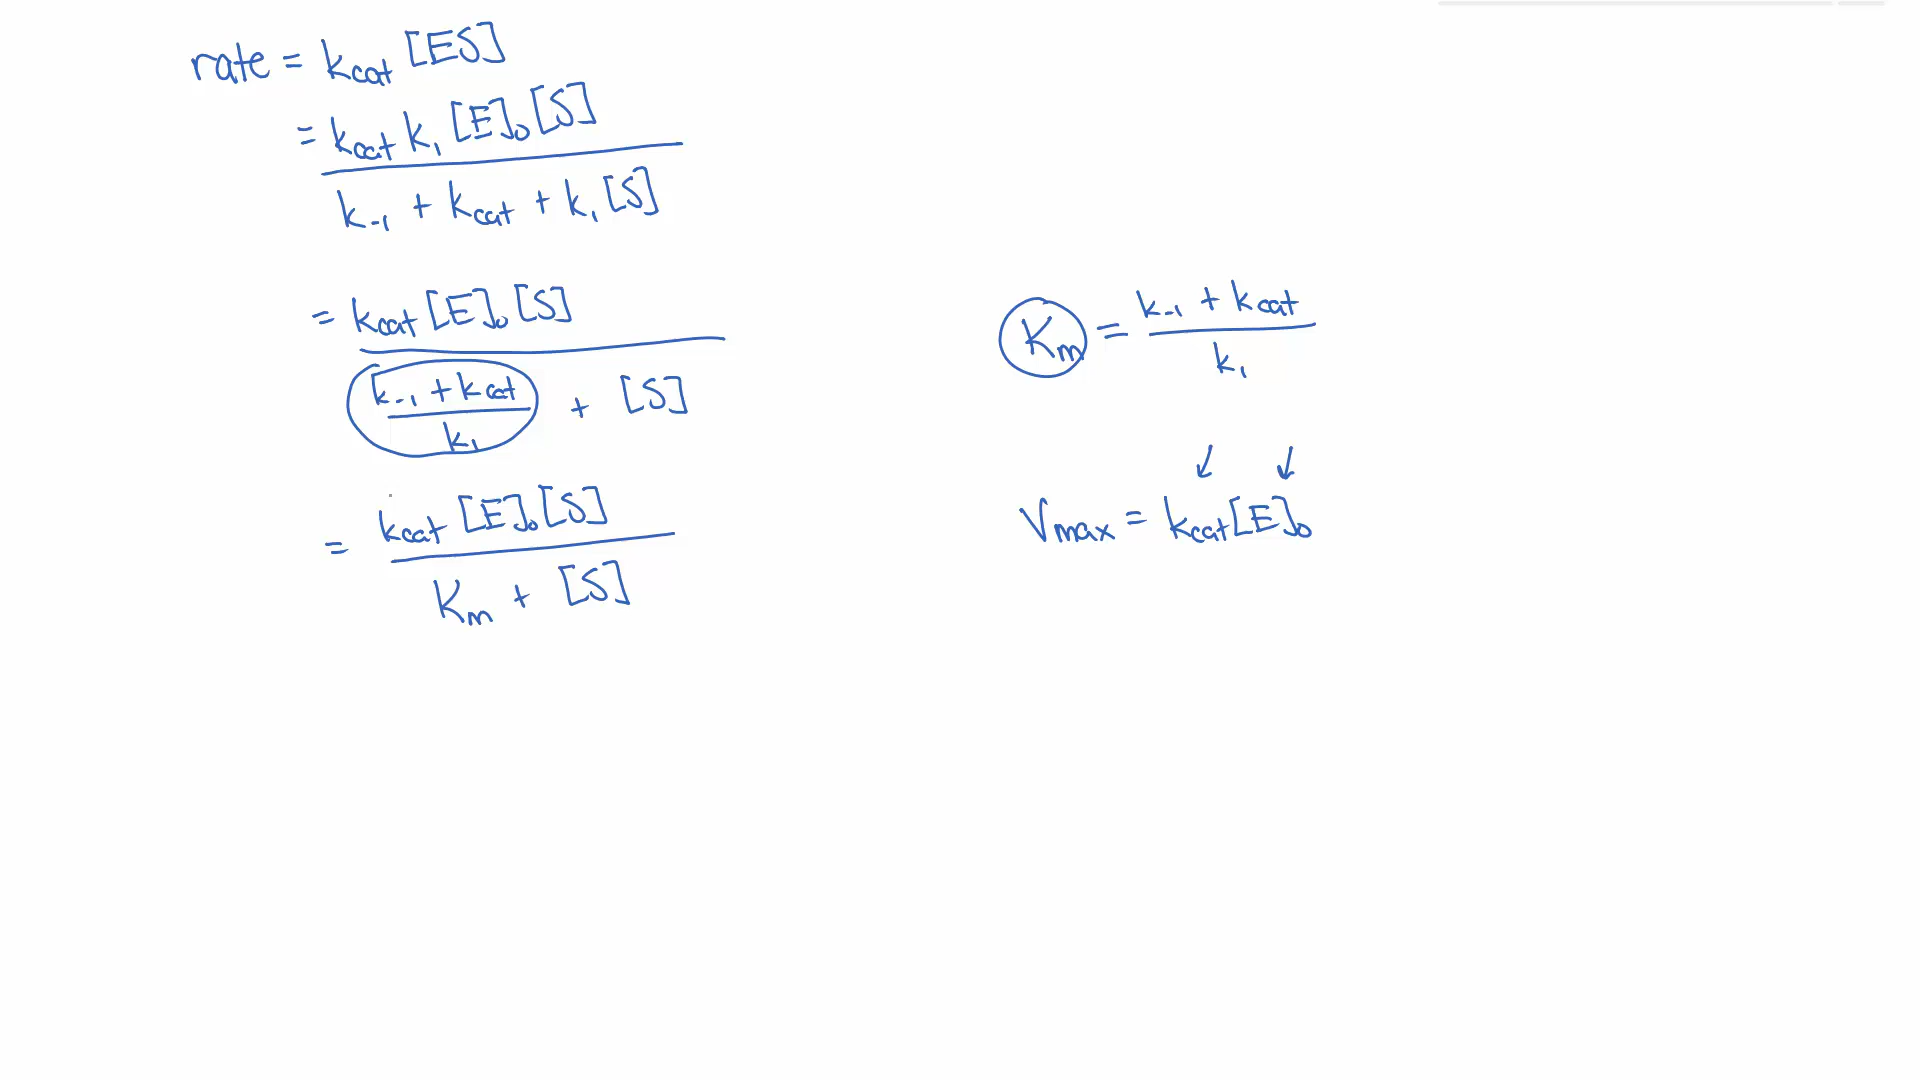 rate = kcat [ES]
= kcat k₁ [E]₀ [S]
k₋₁ + kcat + k₁ [S]
= kcat [E]₀ [S]
k₋₁ + kcat
k₁
+ [S]
= kcat [E]₀ [S]
Km + [S]
Km = k₋₁ + kcat
k₁
Vmax = kcat [E]₀